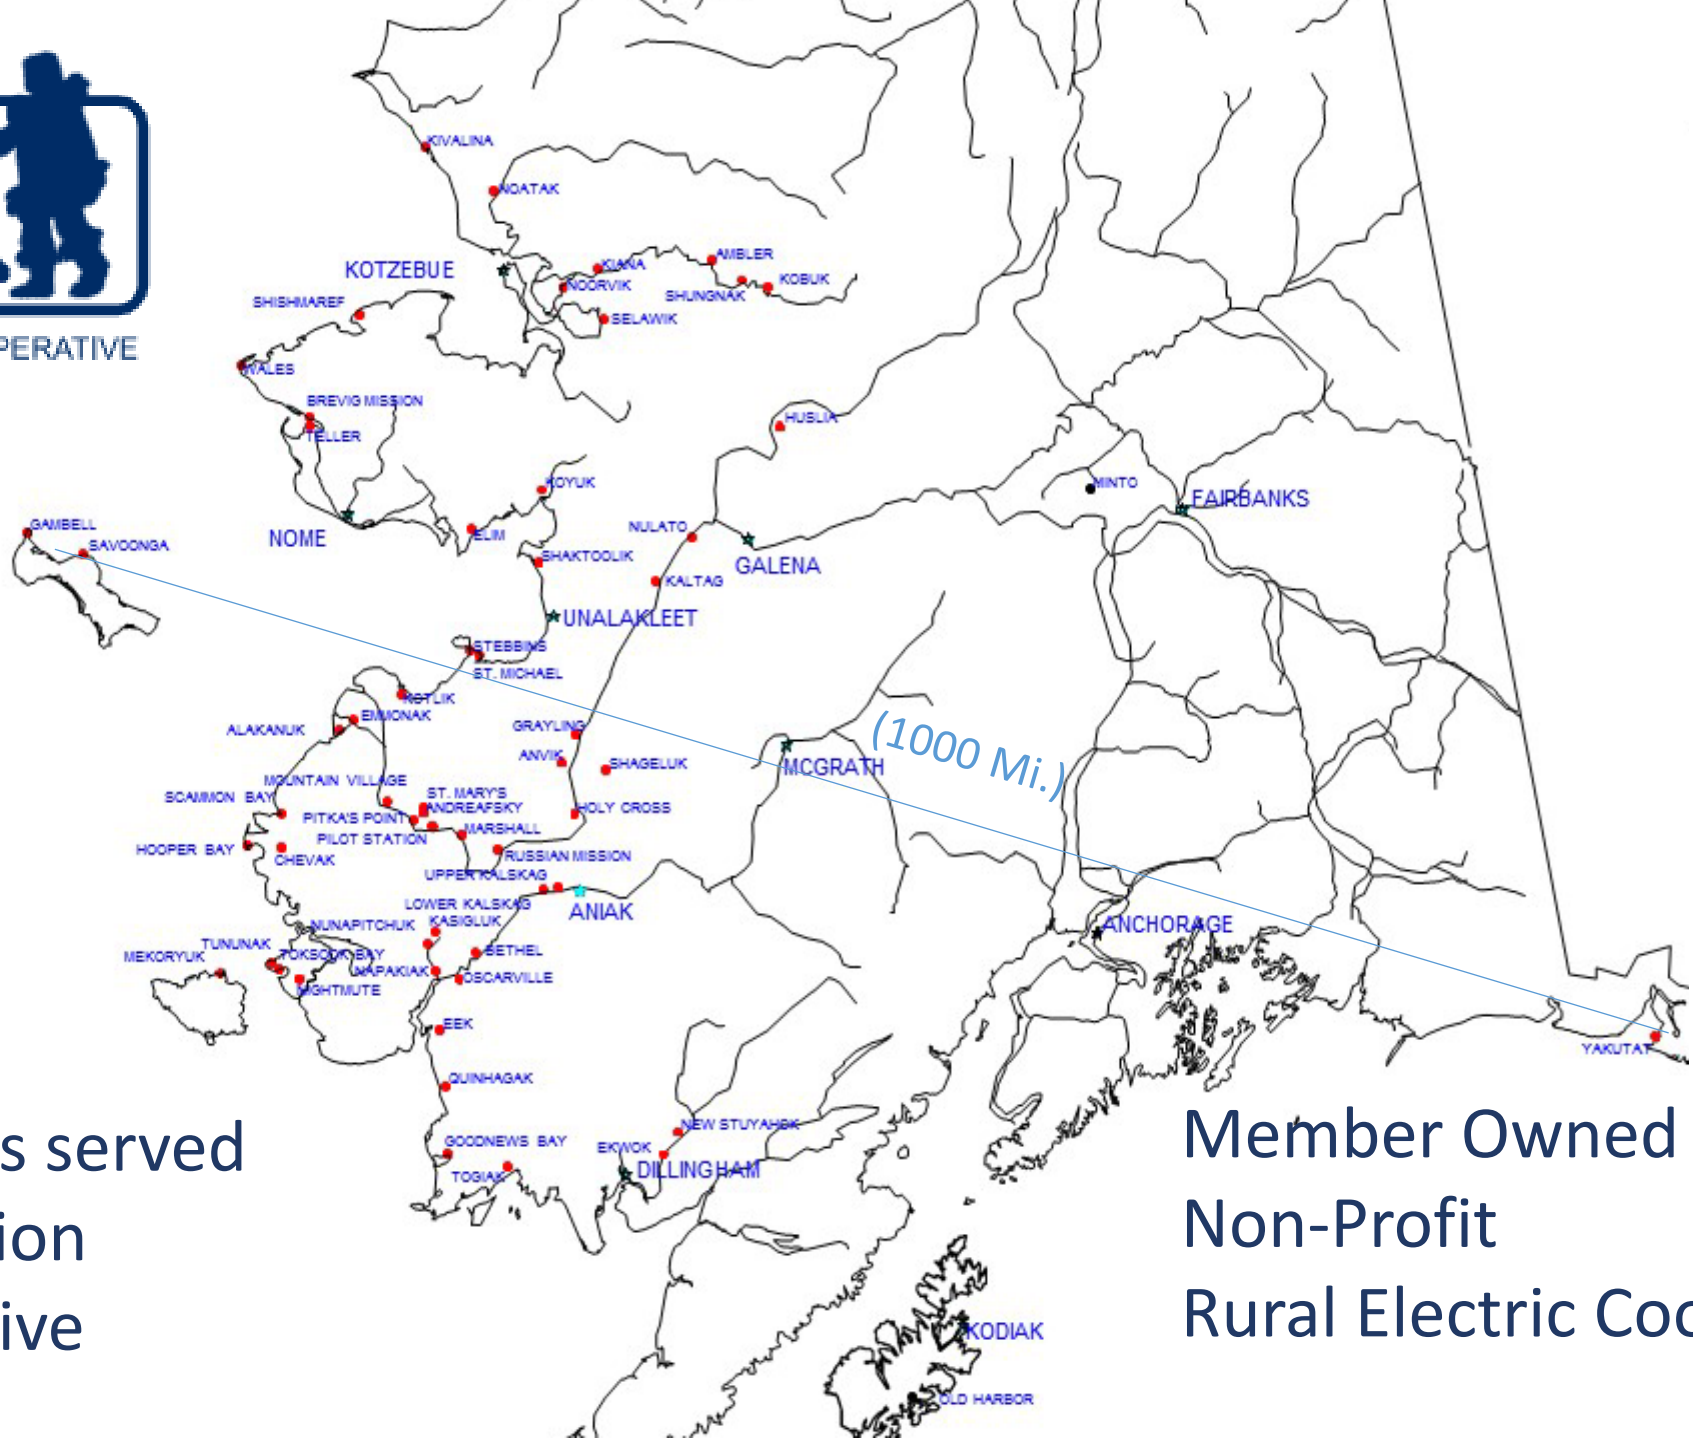 KIVALINA
NOATAK
KOTZEBUE
KIANA
AMBLER
NOORVIK
SHUNGNAK
KOBUK
SHISHMAREF
SELAWIK
PERATIVE
WALES
BREVIG MISSION
TELLER
HUSLIA
KOYUK
MINTO
FAIRBANKS
GAMBELL
SAVOONGA
NOME
ELIM
NULATO
SHAKTOOLIK
GALENA
KALTAG
UNALAKLEET
STEBBINS
ST. MICHAEL
KOTLIK
EMMONAK
ALAKANUK
GRAYLING
ANVIK
SHAGELUK
MCGRATH
(1000 Mi.)
MOUNTAIN VILLAGE
SCAMMON BAY
ST. MARY'S
ANDREAFSKY
HOLY CROSS
PITKA'S POINT
PILOT STATION
MARSHALL
HOOPER BAY
CHEVAK
RUSSIAN MISSION
UPPER KALSKAG
LOWER KALSKAG
ANIAK
NUNAPITCHUK
KASIGLUK
ANCHORAGE
TUNUNAK
MEKORYUK
TOKSOOK BAY
BETHEL
NAPAKIAK
OSCARVILLE
NIGHTMUTE
EEK
YAKUTAT
QUINHAGAK
NEW STUYAHOK
GOODNEWS BAY
EKWOK
TOGIAK
DILLINGHAM
s served
ion
ive
Member Owned
Non-Profit
Rural Electric Coo
KODIAK
OLD HARBOR